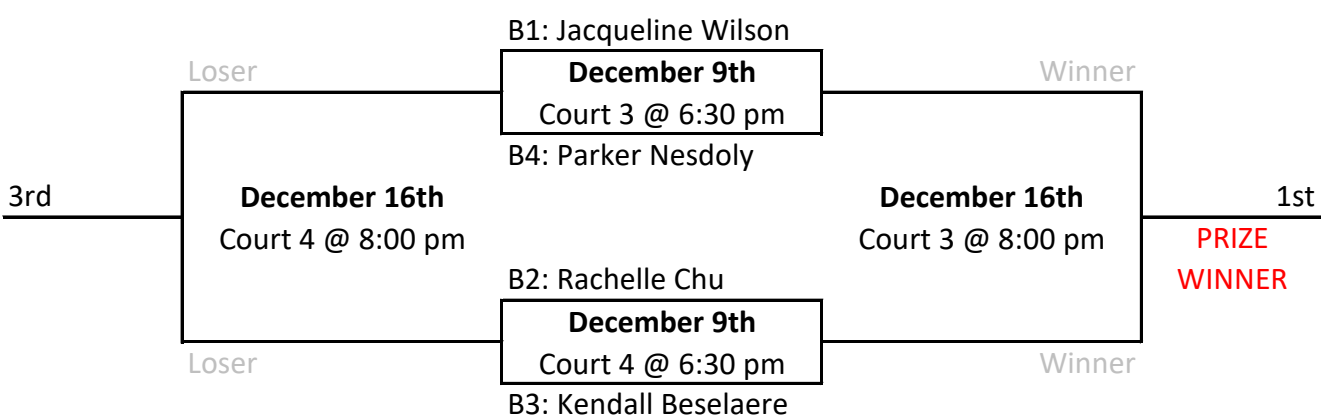 B1: Jacqueline Wilson
Loser
December 9th
Winner
Court 3 @ 6:30 pm
B4: Parker Nesdoly
3rd
December 16th
December 16th
1st
Court 4 @ 8:00 pm
Court 3 @ 8:00 pm
PRIZE
B2: Rachelle Chu
WINNER
December 9th
Loser
Court 4 @ 6:30 pm
Winner
B3: Kendall Beselaere